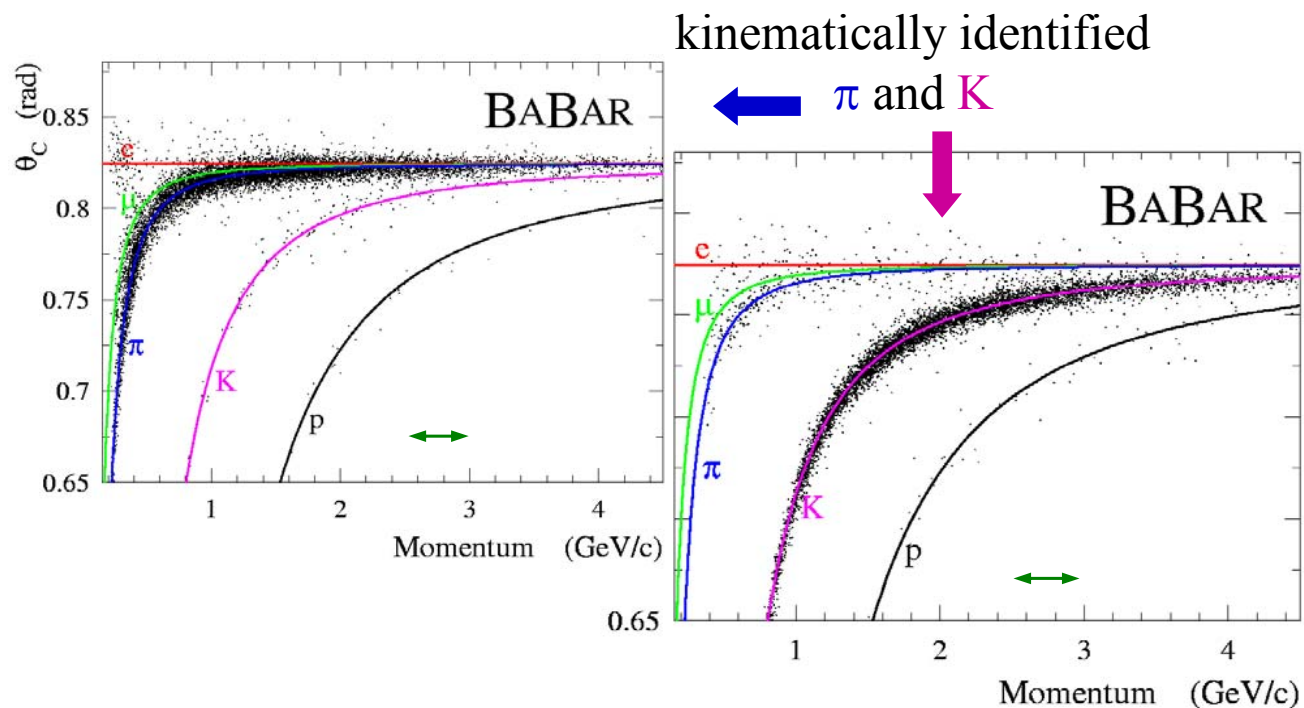 kinematically identified
π and K
θC (rad)
0.85
0.8
0.75
0.7
0.65
BABAR
e
μ
π
K
p
1 2 3 4
Momentum (GeV/c)
BABAR
e
μ
π
K
p
0.65
1 2 3 4
Momentum (GeV/c)